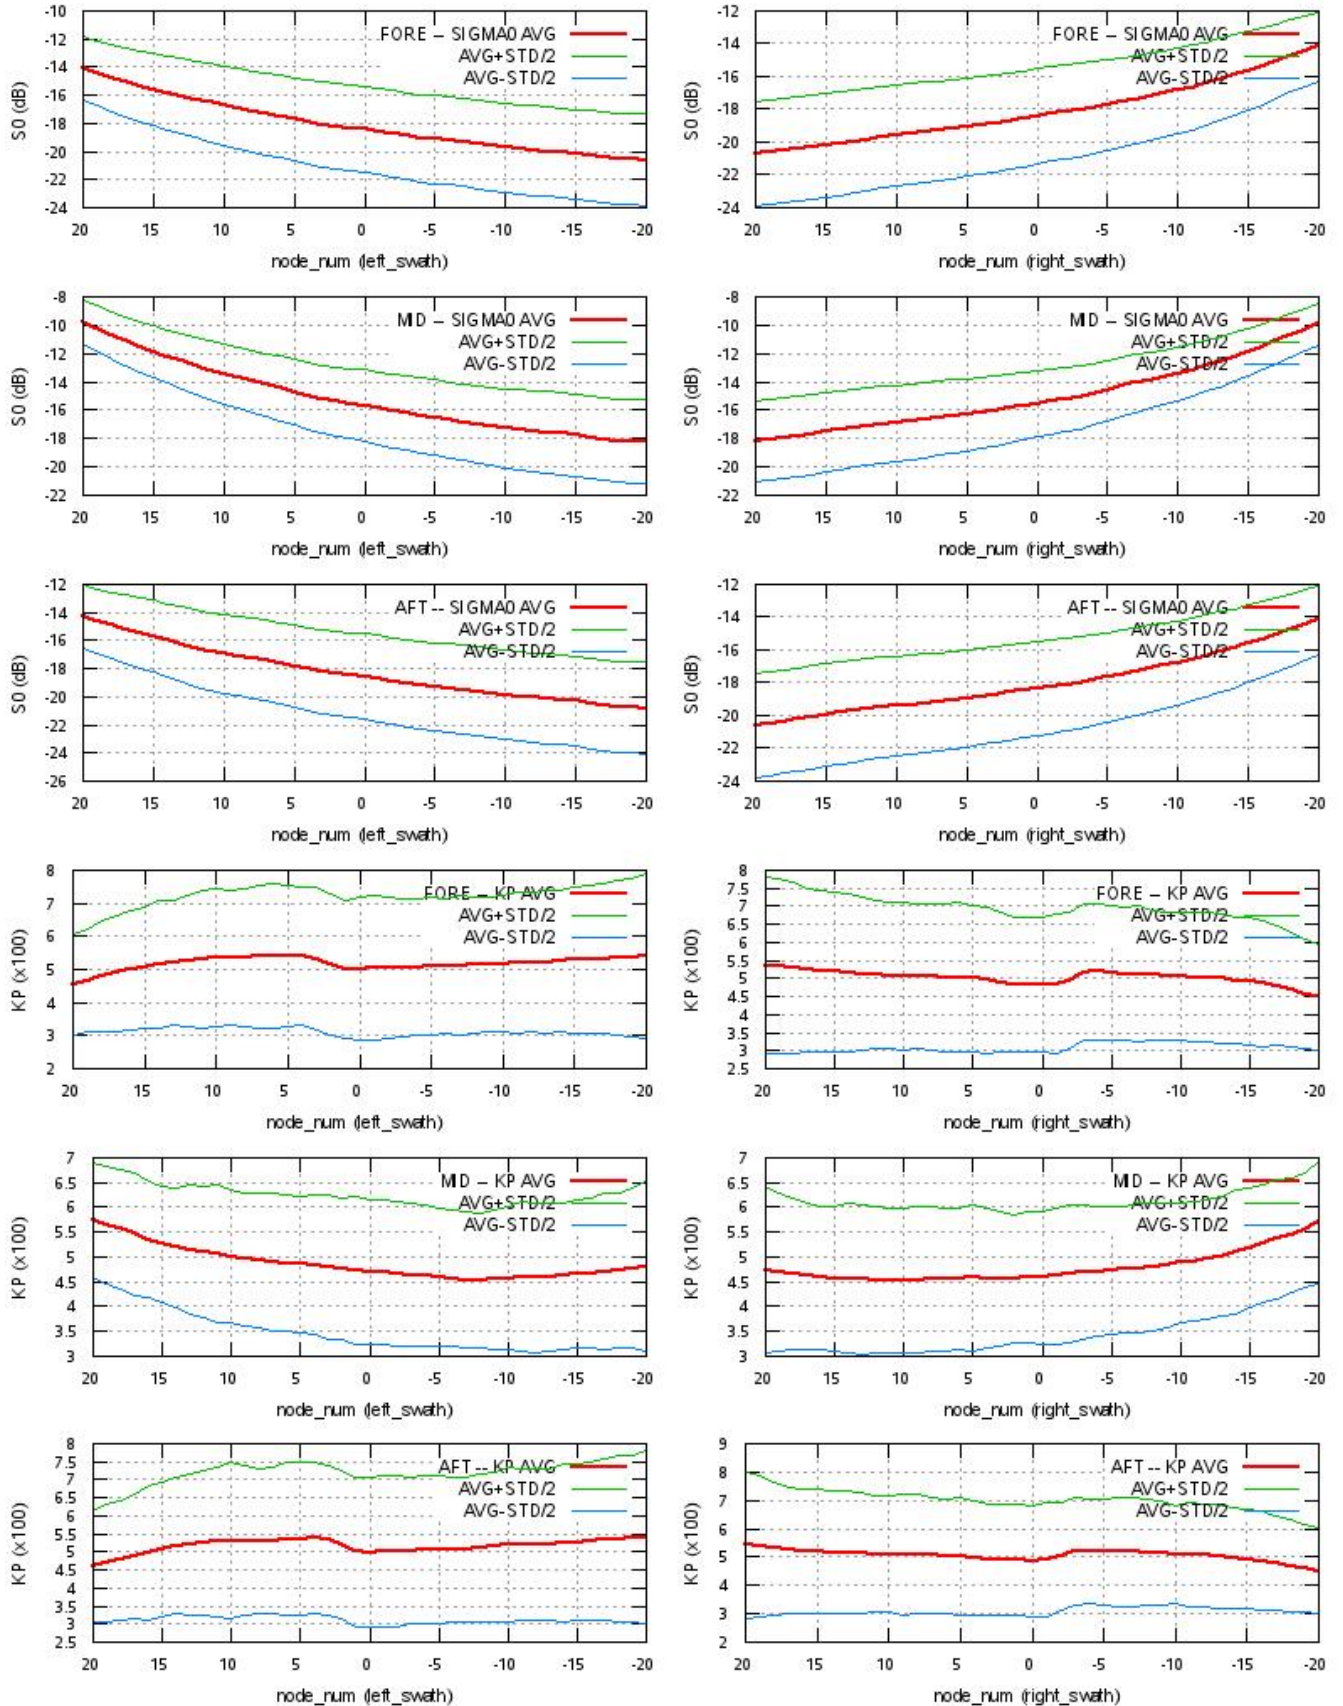 -10
-12
-14
-16
-18
-20
-22
-24
S0 (dB)
FORE -- SIGMA0 AVG
AVG+STD/2
AVG-STD/2
20 15 10 5 0 -5 -10 -15 -20
node_num (left_swath)
-12
-14
-16
-18
-20
-22
-24
S0 (dB)
FORE -- SIGMA0 AVG
AVG+STD/2
AVG-STD/2
20 15 10 5 0 -5 -10 -15 -20
node_num (right_swath)
-8
-10
-12
-14
-16
-18
-20
-22
S0 (dB)
MID -- SIGMA0 AVG
AVG+STD/2
AVG-STD/2
20 15 10 5 0 -5 -10 -15 -20
node_num (left_swath)
-8
-10
-12
-14
-16
-18
-20
-22
S0 (dB)
MID -- SIGMA0 AVG
AVG+STD/2
AVG-STD/2
20 15 10 5 0 -5 -10 -15 -20
node_num (right_swath)
-12
-14
-16
-18
-20
-22
-24
-26
S0 (dB)
AFT -- SIGMA0 AVG
AVG+STD/2
AVG-STD/2
20 15 10 5 0 -5 -10 -15 -20
node_num (left_swath)
-12
-14
-16
-18
-20
-22
-24
S0 (dB)
AFT -- SIGMA0 AVG
AVG+STD/2
AVG-STD/2
20 15 10 5 0 -5 -10 -15 -20
node_num (right_swath)
8
7
6
5
4
3
2
KP (x100)
FORE -- KP AVG
AVG+STD/2
AVG-STD/2
20 15 10 5 0 -5 -10 -15 -20
node_num (left_swath)
8
7.5
7
6.5
6
5.5
5
4.5
4
3.5
3
2.5
KP (x100)
FORE -- KP AVG
AVG+STD/2
AVG-STD/2
20 15 10 5 0 -5 -10 -15 -20
node_num (right_swath)
7
6.5
6
5.5
5
4.5
4
3.5
3
KP (x100)
MID -- KP AVG
AVG+STD/2
AVG-STD/2
20 15 10 5 0 -5 -10 -15 -20
node_num (left_swath)
7
6.5
6
5.5
5
4.5
4
3.5
3
KP (x100)
MID -- KP AVG
AVG+STD/2
AVG-STD/2
20 15 10 5 0 -5 -10 -15 -20
node_num (right_swath)
8
7.5
7
6.5
6
5.5
5
4.5
4
3.5
3
2.5
KP (x100)
AFT -- KP AVG
AVG+STD/2
AVG-STD/2
20 15 10 5 0 -5 -10 -15 -20
node_num (left_swath)
9
8
7
6
5
4
3
2
KP (x100)
AFT -- KP AVG
AVG+STD/2
AVG-STD/2
20 15 10 5 0 -5 -10 -15 -20
node_num (right_swath)